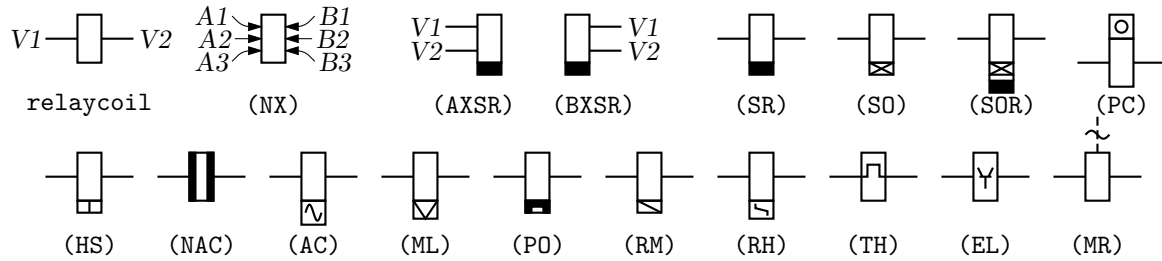 A1 B1 V1 V1
V1 V2 A2 B2 V2 V2
A3 B3
relaycoil (NX) (AXSR) (BXSR) (SR) (SO) (SOR) (PC)
(HS) (NAC) (AC) (ML) (PO) (RM) (RH) (TH) (EL) (MR)